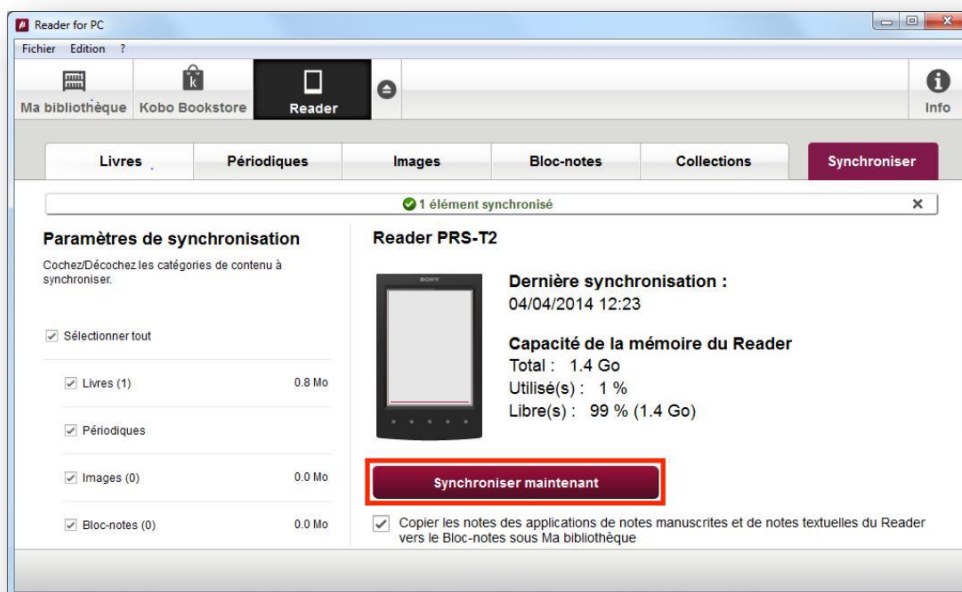 Reader for PC
Fichier Edition ?
Ma bibliothèque Kobo Bookstore Reader Info
Livres Périodiques Images Bloc-notes Collections Synchroniser
1 élément synchronisé
Paramètres de synchronisation
Cochez/Décochez les catégories de contenu à
synchroniser.
Sélectionner tout
Livres (1) 0.8 Mo
Périodiques
Images (0) 0.0 Mo
Bloc-notes (0) 0.0 Mo
Reader PRS-T2
SONY
Dernière synchronisation :
04/04/2014 12:23
Capacité de la mémoire du Reader
Total : 1.4 Go
Utilisé(s) : 1 %
Libre(s) : 99 % (1.4 Go)
Synchroniser maintenant
Copier les notes des applications de notes manuscrites et de notes textuelles du Reader
vers le Bloc-notes sous Ma bibliothèque